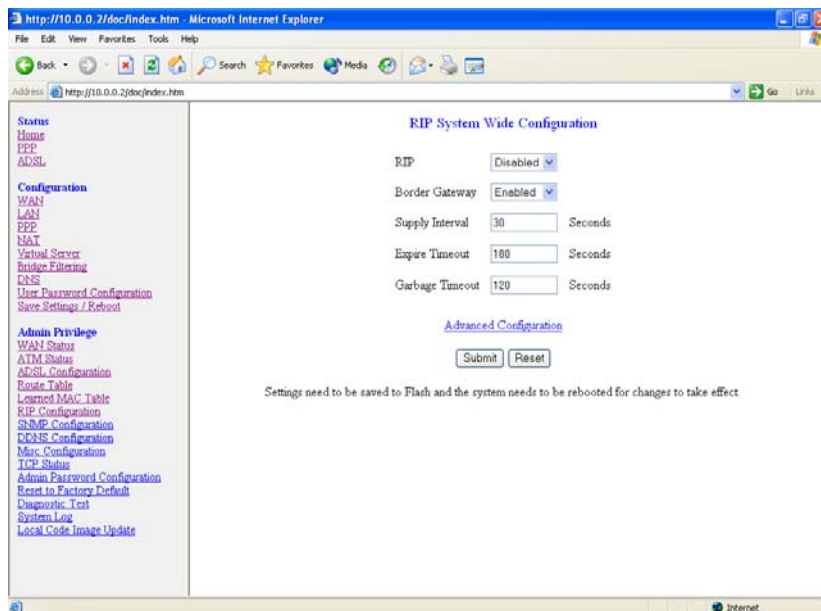 http://10.0.0.2/doc/index.htm - Microsoft Internet Explorer
File Edit View Favorites Tools Help
Back Search Favorites Media
Address http://10.0.0.2/doc/index.htm Go Links
Status
Home
PPP
ADSL
Configuration
WAN
LAN
PPP
NAT
Virtual Server
Bridge Filtering
DNS
User Password Configuration
Save Settings / Reboot
Admin Privilege
WAN Status
ATM Status
ADSL Configuration
Route Table
Learned MAC Table
RIP Configuration
SNMP Configuration
DDNS Configuration
Misc Configuration
TCP Status
Admin Password Configuration
Reset to Factory Default
Diagnostic Test
System Log
Local Code Image Update
RIP System Wide Configuration
RIP Disabled
Border Gateway Enabled
Supply Interval 30 Seconds
Expire Timeout 180 Seconds
Garbage Timeout 120 Seconds
Advanced Configuration
Submit Reset
Settings need to be saved to Flash and the system needs to be rebooted for changes to take effect
Internet